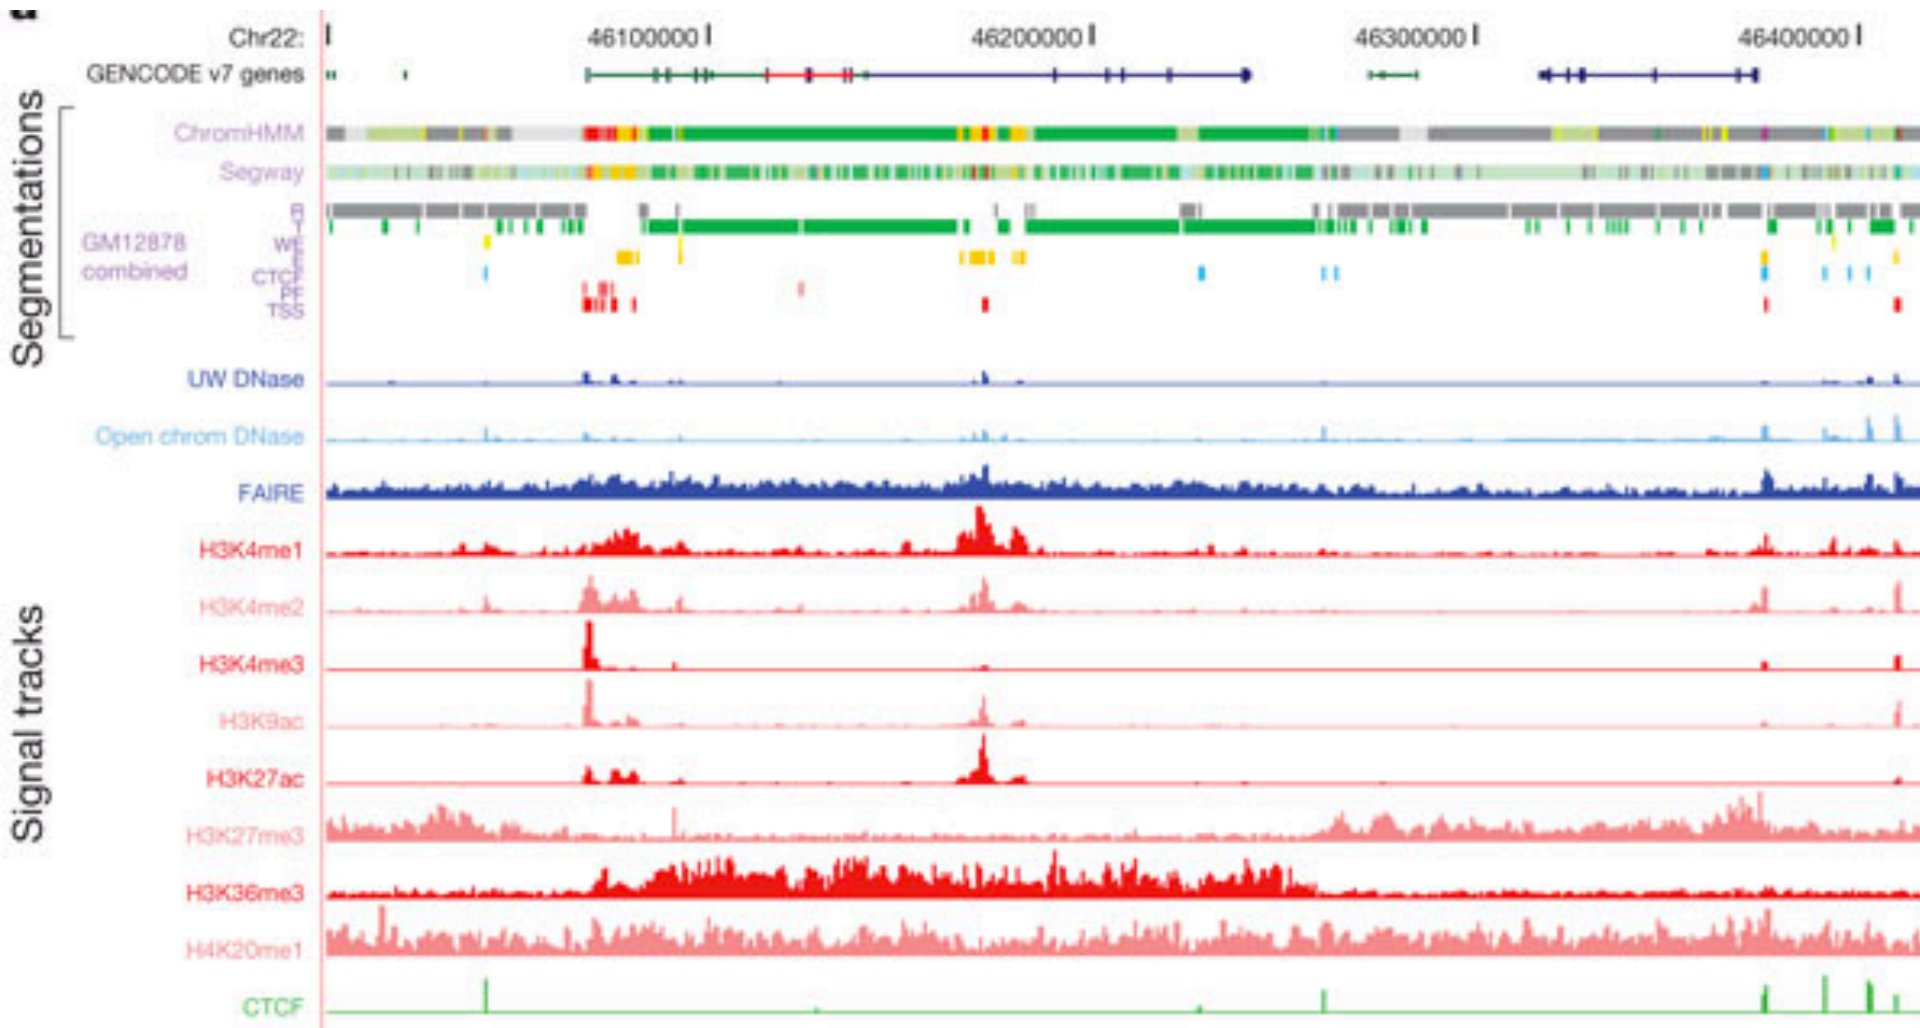 Chr22:
46100000
46200000
46300000
46400000
GENCODE v7 genes
Segmentations
ChromHMM
Segway
GM12878
combined
R
T
WE
E
CTCF
PF
TSS
Signal tracks
UW DNase
Open chrom DNase
FAIRE
H3K4me1
H3K4me2
H3K4me3
H3K9ac
H3K27ac
H3K27me3
H3K36me3
H4K20me1
CTCF